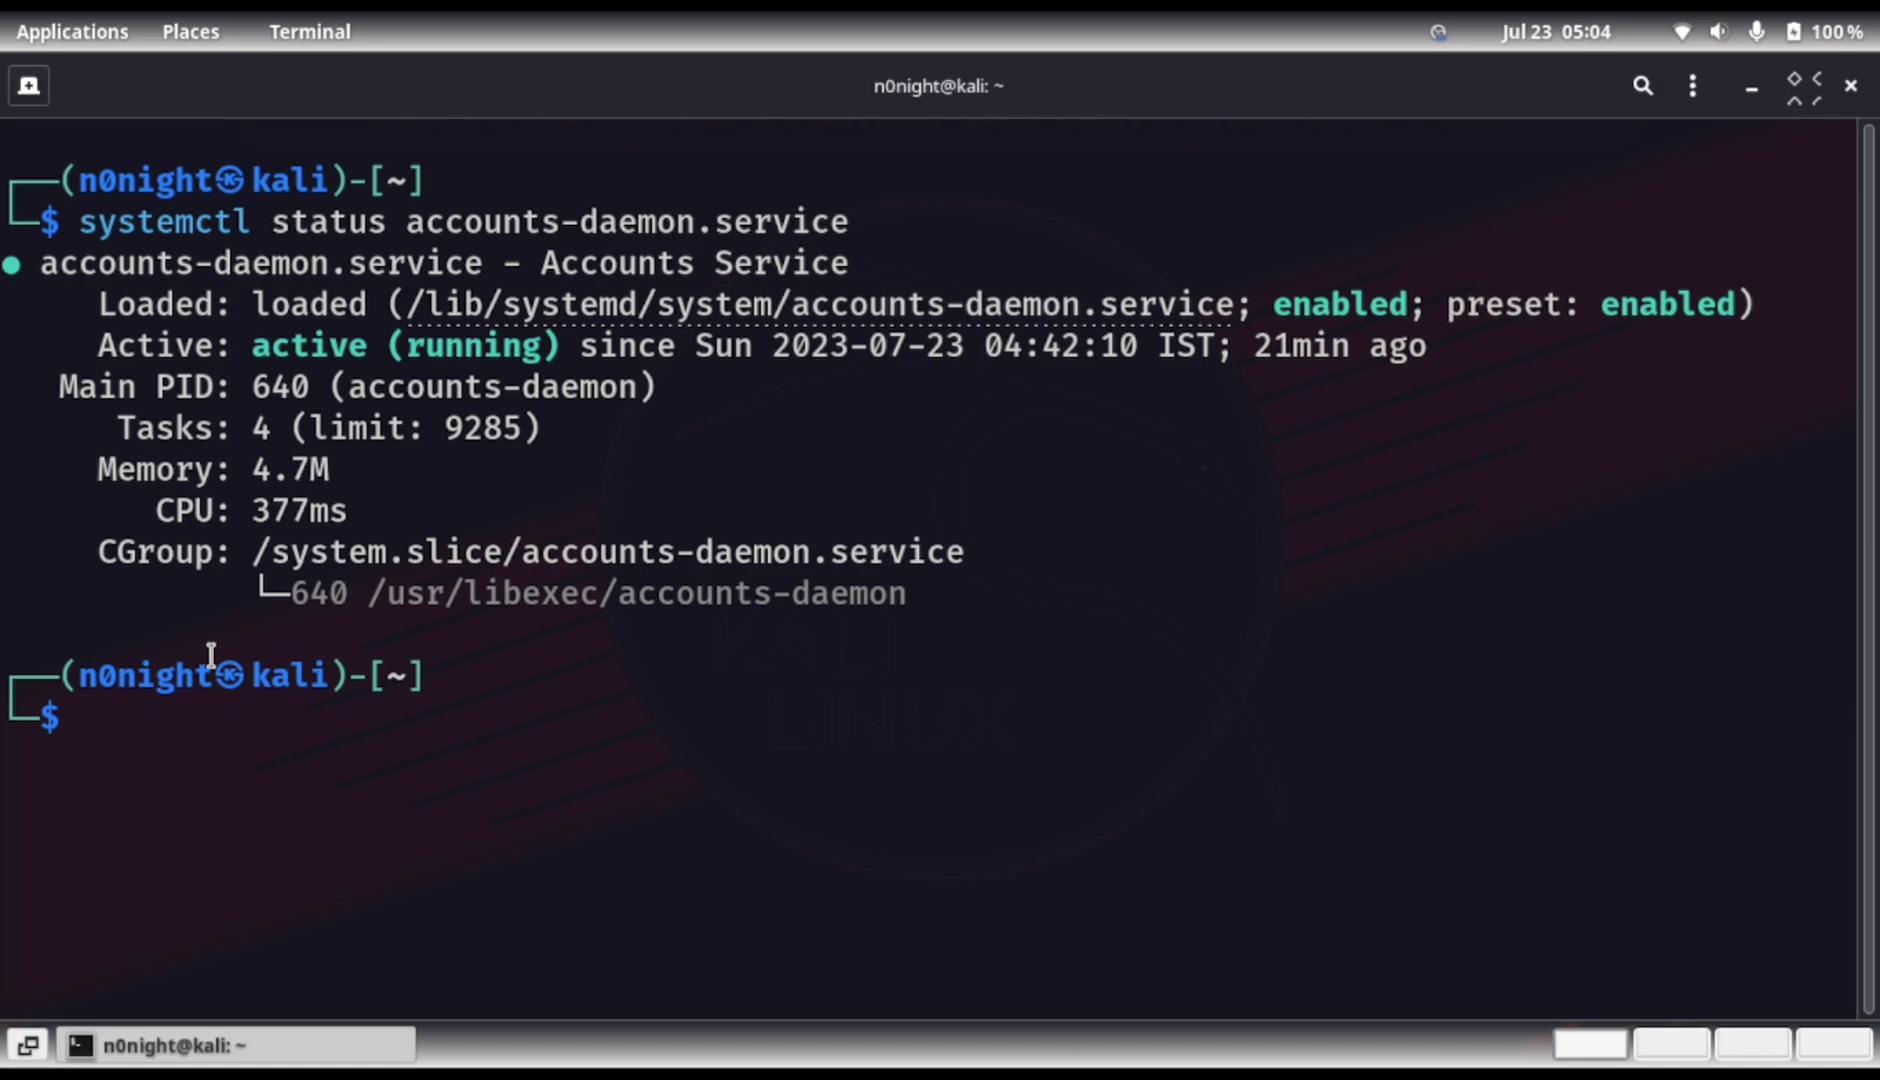 Applications Places Terminal Jul 23 05:04 100 %
n0night@kali: ~
┌──(n0night㉿kali)-[~]
└─$ systemctl status accounts-daemon.service
● accounts-daemon.service - Accounts Service
Loaded: loaded (/lib/systemd/system/accounts-daemon.service; enabled; preset: enabled)
Active: active (running) since Sun 2023-07-23 04:42:10 IST; 21min ago
Main PID: 640 (accounts-daemon)
Tasks: 4 (limit: 9285)
Memory: 4.7M
CPU: 377ms
CGroup: /system.slice/accounts-daemon.service
└─640 /usr/libexec/accounts-daemon
┌──(n0night㉿kali)-[~]
└─$
KALI
LINUX
n0night@kali: ~